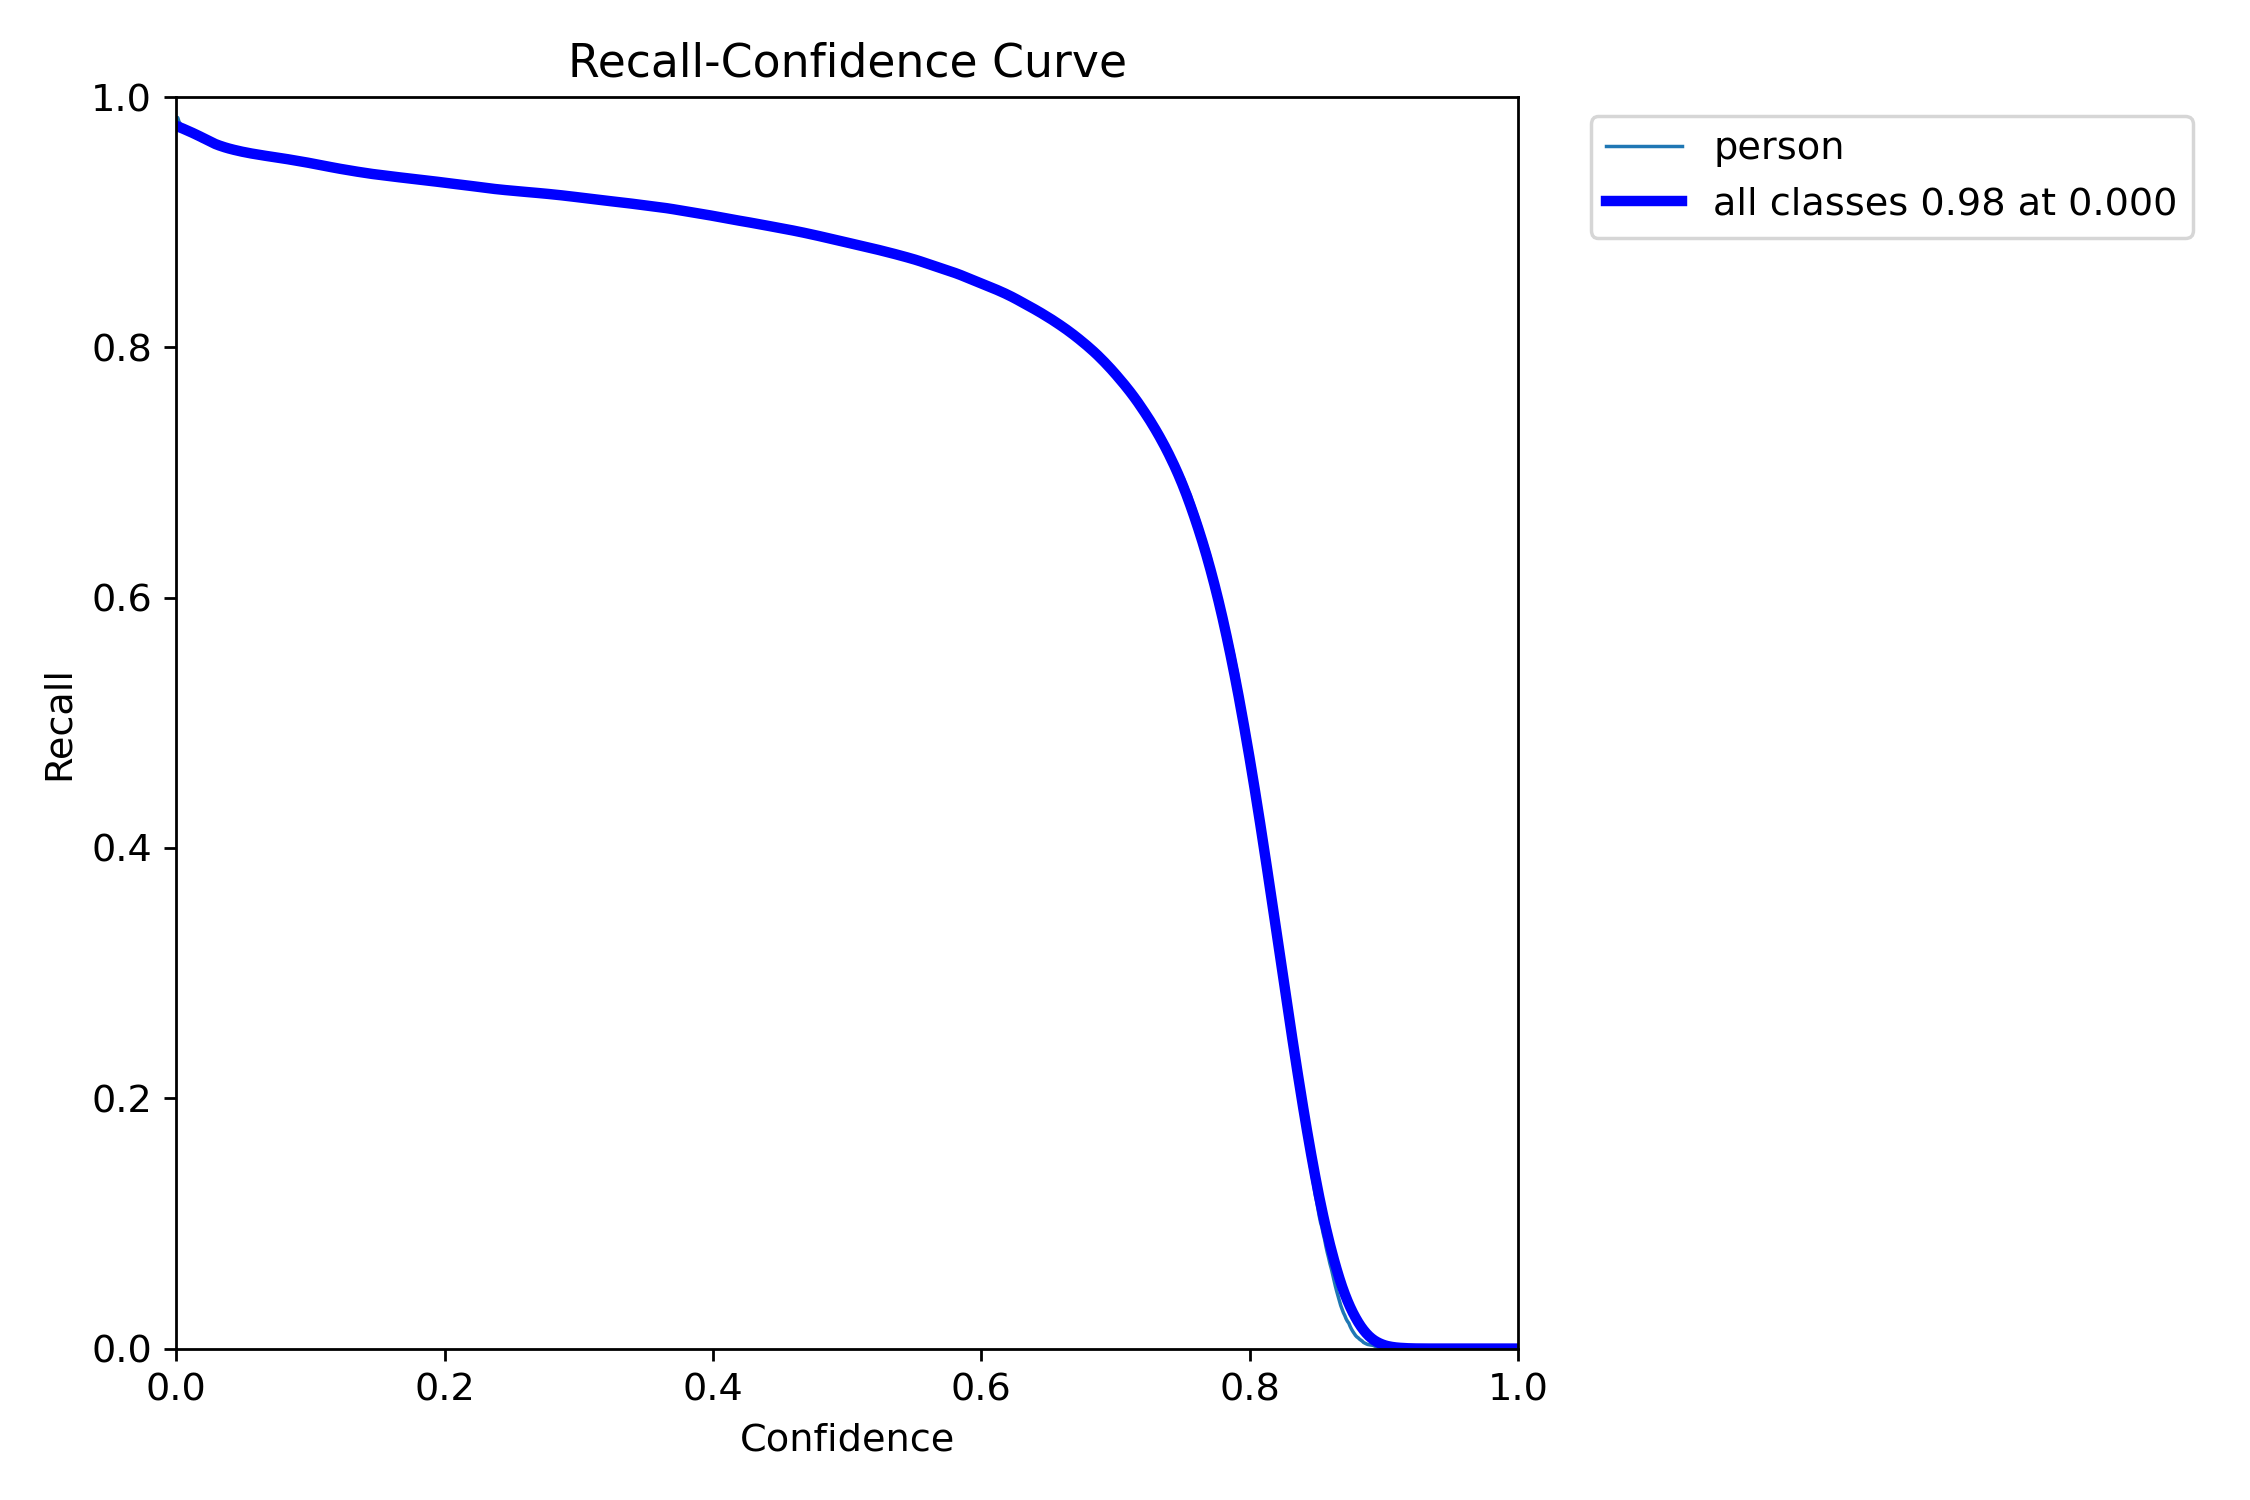 Recall-Confidence Curve
1.0
0.8
0.6
0.4
0.2
0.0
Recall
0.0 0.2 0.4 0.6 0.8 1.0
Confidence
person
all classes 0.98 at 0.000